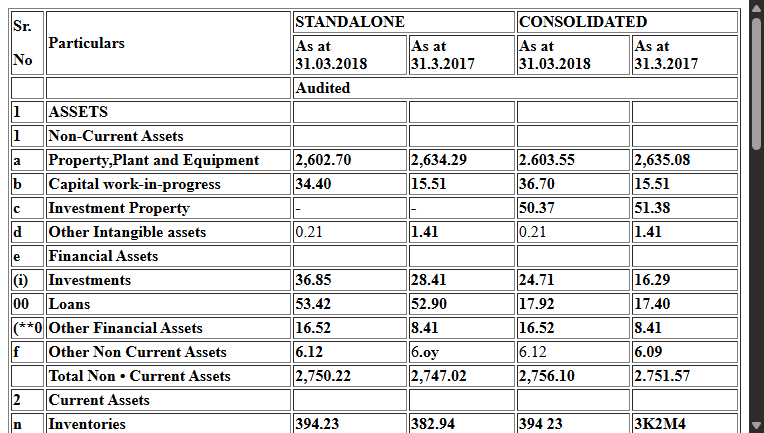 Sr. No Particulars STANDALONE CONSOLIDATED
As at 31.03.2018 As at 31.3.2017 As at 31.03.2018 As at 31.3.2017
Audited
1 ASSETS
1 Non-Current Assets
a Property,Plant and Equipment 2,602.70 2,634.29 2.603.55 2,635.08
b Capital work-in-progress 34.40 15.51 36.70 15.51
c Investment Property - - 50.37 51.38
d Other Intangible assets 0.21 1.41 0.21 1.41
e Financial Assets
(i) Investments 36.85 28.41 24.71 16.29
00 Loans 53.42 52.90 17.92 17.40
(**0 Other Financial Assets 16.52 8.41 16.52 8.41
f Other Non Current Assets 6.12 6.oy 6.12 6.09
Total Non • Current Assets 2,750.22 2,747.02 2,756.10 2.751.57
2 Current Assets
n Inventories 394.23 382.94 394 23 3K2M4